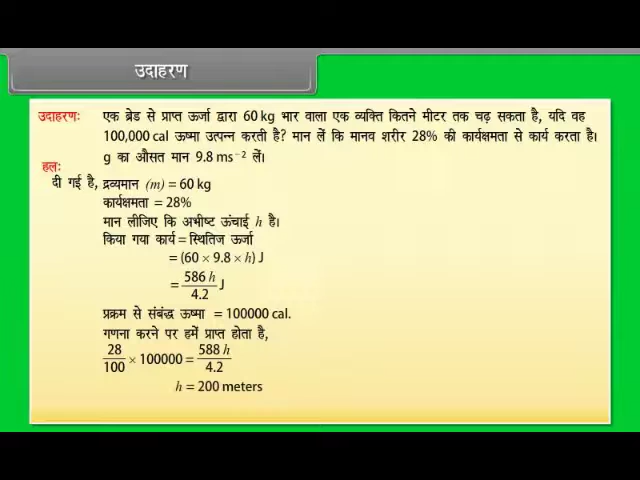 उदाहरण
उदाहरण: एक ब्रेड से प्राप्त ऊर्जा द्वारा 60 kg भार वाला एक व्यक्ति कितने मीटर तक चढ़ सकता है, यदि वह
100,000 cal ऊष्मा उत्पन्न करती है? मान लें कि मानव शरीर 28% की कार्यक्षमता से कार्य करता है।
g का औसत मान 9.8 ms⁻² लें।
हल:
दी गई है, द्रव्यमान (m) = 60 kg
कार्यक्षमता = 28%
मान लीजिए कि अभीष्ट ऊंचाई h है।
किया गया कार्य = स्थितिज ऊर्जा
= (60 × 9.8 × h) J
= 586 h / 4.2 J
प्रक्रम से संबंद्ध ऊष्मा = 100000 cal.
गणना करने पर हमें प्राप्त होता है,
28/100 × 100000 = 588 h / 4.2
h = 200 meters